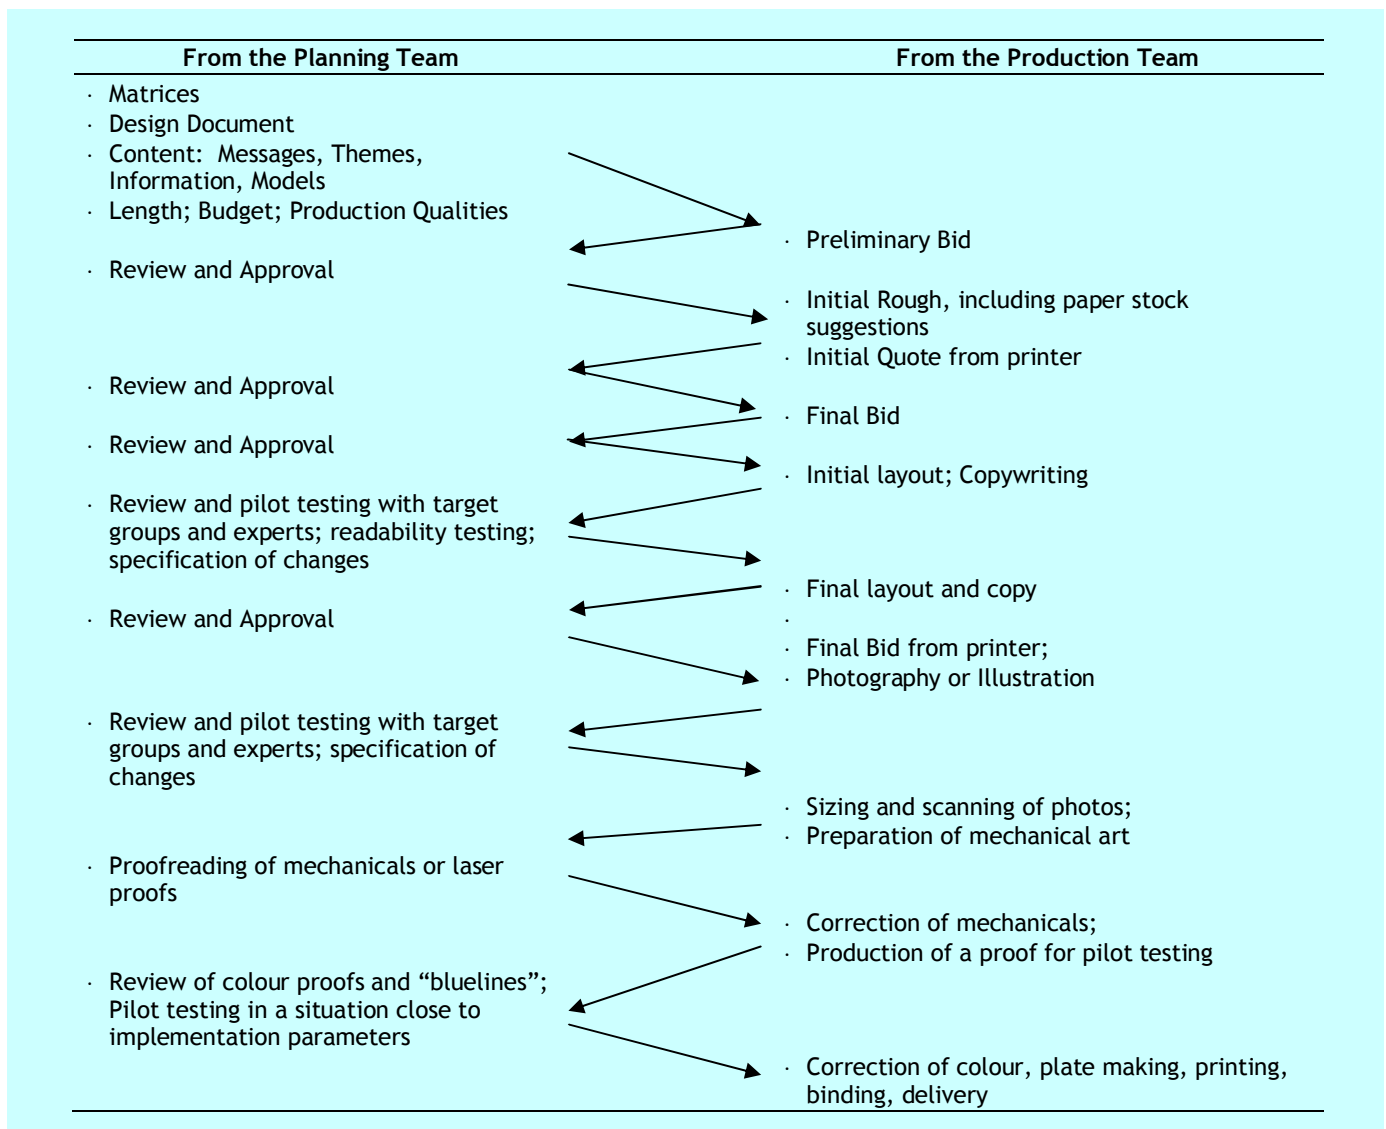 From the Planning Team
From the Production Team
· Matrices
· Design Document
· Content: Messages, Themes,
Information, Models
· Length; Budget; Production Qualities
· Preliminary Bid
· Review and Approval
· Initial Rough, including paper stock
suggestions
· Initial Quote from printer
· Review and Approval
· Final Bid
· Review and Approval
· Initial layout; Copywriting
· Review and pilot testing with target
groups and experts; readability testing;
specification of changes
· Final layout and copy
· Review and Approval
·
· Final Bid from printer;
· Photography or Illustration
· Review and pilot testing with target
groups and experts; specification of
changes
· Sizing and scanning of photos;
· Preparation of mechanical art
· Proofreading of mechanicals or laser
proofs
· Correction of mechanicals;
· Production of a proof for pilot testing
· Review of colour proofs and “bluelines”;
Pilot testing in a situation close to
implementation parameters
· Correction of colour, plate making, printing,
binding, delivery